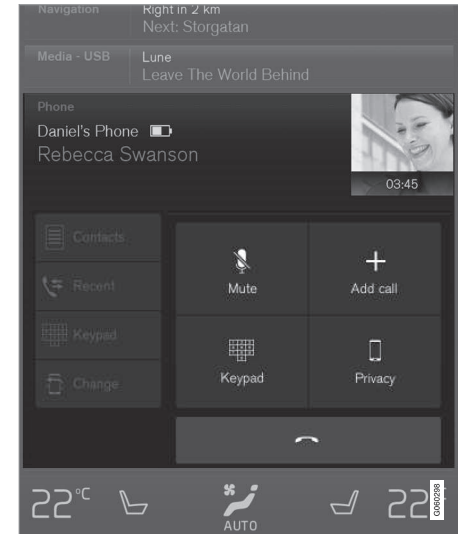 Navigation
Right in 2 km
Next: Storgatan
Media - USB
Lune
Leave The World Behind
Phone
Daniel's Phone
Rebecca Swanson
03:45
Contacts
Recent
Keypad
Change
Mute
Add call
Keypad
Privacy
22°C
AUTO
22°
G060298